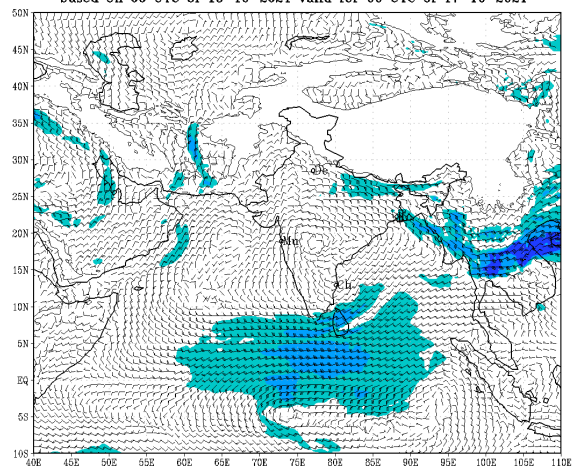 based on 00 UTC of 15-10-2021 valid for 00 UTC of 17-10-2021
50N
45N
40N
35N
30N
25N
20N
15N
10N
5N
EQ
5S
10S
De
Mu
Ch
40E 45E 50E 55E 60E 65E 70E 75E 80E 85E 90E 95E 100E 105E 110E